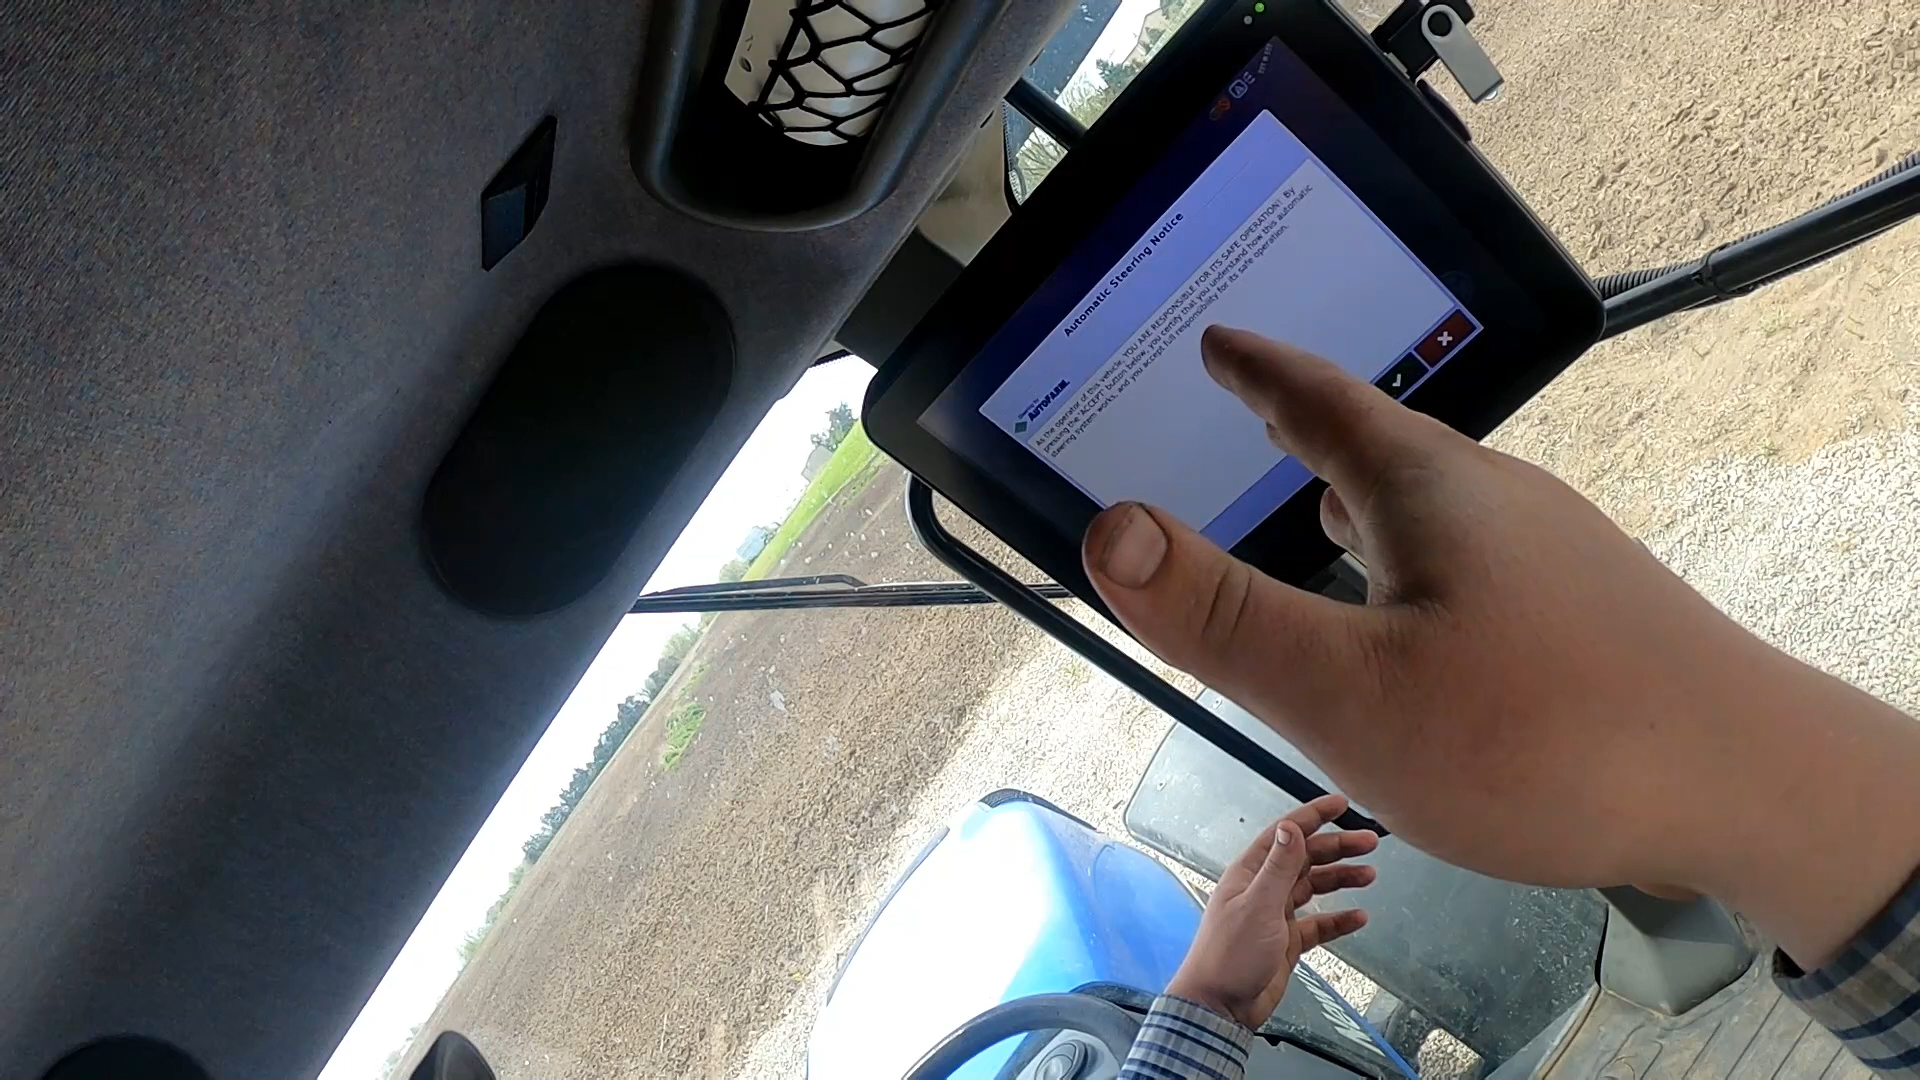 Automatic Steering Notice
AUTOFARM
As the operator of this vehicle, YOU ARE RESPONSIBLE FOR ITS SAFE OPERATION! By
pressing the 'ACCEPT' button below, you certify that you understand how this automatic
steering system works, and you accept full responsibility for its safe operation.